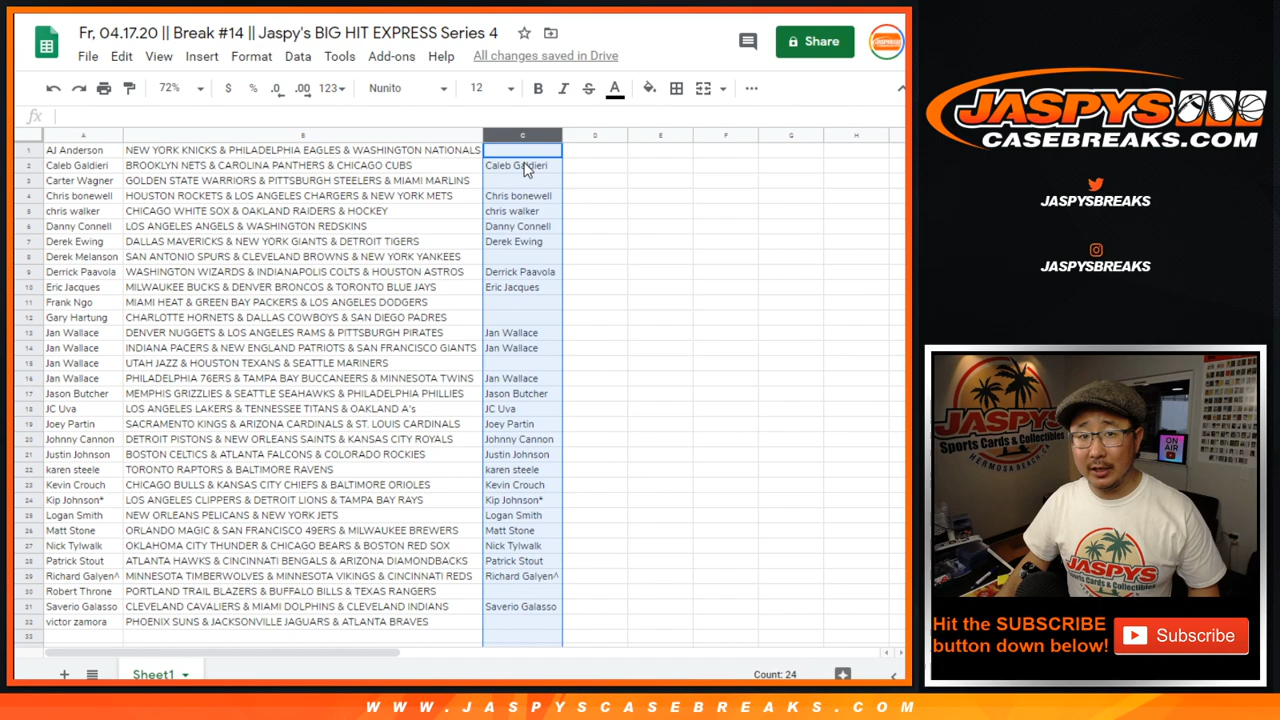 Fr, 04.17.20 || Break #14 || Jaspy's BIG HIT EXPRESS Series 4
Share
File Edit View Insert Format Data Tools Add-ons Help All changes saved in Drive
72% $ % .0 .00 123 Nunito 12 B I S A
fx
A B C D E F G H
1 AJ Anderson NEW YORK KNICKS & PHILADELPHIA EAGLES & WASHINGTON NATIONALS
2 Caleb Galdieri BROOKLYN NETS & CAROLINA PANTHERS & CHICAGO CUBS Caleb Galdieri
3 Carter Wagner GOLDEN STATE WARRIORS & PITTSBURGH STEELERS & MIAMI MARLINS
4 Chris bonewell HOUSTON ROCKETS & LOS ANGELES CHARGERS & NEW YORK METS Chris bonewell
5 chris walker CHICAGO WHITE SOX & OAKLAND RAIDERS & HOCKEY chris walker
6 Danny Connell LOS ANGELES ANGELS & WASHINGTON REDSKINS Danny Connell
7 Derek Ewing DALLAS MAVERICKS & NEW YORK GIANTS & DETROIT TIGERS Derek Ewing
8 Derek Melanson SAN ANTONIO SPURS & CLEVELAND BROWNS & NEW YORK YANKEES
9 Derrick Paavola WASHINGTON WIZARDS & INDIANAPOLIS COLTS & HOUSTON ASTROS Derrick Paavola
10 Eric Jacques MILWAUKEE BUCKS & DENVER BRONCOS & TORONTO BLUE JAYS Eric Jacques
11 Frank Ngo MIAMI HEAT & GREEN BAY PACKERS & LOS ANGELES DODGERS
12 Gary Hartung CHARLOTTE HORNETS & DALLAS COWBOYS & SAN DIEGO PADRES
13 Jan Wallace DENVER NUGGETS & LOS ANGELES RAMS & PITTSBURGH PIRATES Jan Wallace
14 Jan Wallace INDIANA PACERS & NEW ENGLAND PATRIOTS & SAN FRANCISCO GIANTS Jan Wallace
15 Jan Wallace UTAH JAZZ & HOUSTON TEXANS & SEATTLE MARINERS
16 Jan Wallace PHILADELPHIA 76ERS & TAMPA BAY BUCCANEERS & MINNESOTA TWINS Jan Wallace
17 Jason Butcher MEMPHIS GRIZZLIES & SEATTLE SEAHAWKS & PHILADELPHIA PHILLIES Jason Butcher
18 JC Uva LOS ANGELES LAKERS & TENNESSEE TITANS & OAKLAND A's JC Uva
19 Joey Partin SACRAMENTO KINGS & ARIZONA CARDINALS & ST. LOUIS CARDINALS Joey Partin
20 Johnny Cannon DETROIT PISTONS & NEW ORLEANS SAINTS & KANSAS CITY ROYALS Johnny Cannon
21 Justin Johnson BOSTON CELTICS & ATLANTA FALCONS & COLORADO ROCKIES Justin Johnson
22 karen steele TORONTO RAPTORS & BALTIMORE RAVENS karen steele
23 Kevin Crouch CHICAGO BULLS & KANSAS CITY CHIEFS & BALTIMORE ORIOLES Kevin Crouch
24 Kip Johnson* LOS ANGELES CLIPPERS & DETROIT LIONS & TAMPA BAY RAYS Kip Johnson*
25 Logan Smith NEW ORLEANS PELICANS & NEW YORK JETS Logan Smith
26 Matt Stone ORLANDO MAGIC & SAN FRANCISCO 49ERS & MILWAUKEE BREWERS Matt Stone
27 Nick Tylwalk OKLAHOMA CITY THUNDER & CHICAGO BEARS & BOSTON RED SOX Nick Tylwalk
28 Patrick Stout ATLANTA HAWKS & CINCINNATI BENGALS & ARIZONA DIAMONDBACKS Patrick Stout
29 Richard Galyen^ MINNESOTA TIMBERWOLVES & MINNESOTA VIKINGS & CINCINNATI REDS Richard Galyen^
30 Robert Throne PORTLAND TRAIL BLAZERS & BUFFALO BILLS & TEXAS RANGERS
31 Saverio Galasso CLEVELAND CAVALIERS & MIAMI DOLPHINS & CLEVELAND INDIANS Saverio Galasso
32 victor zamora PHOENIX SUNS & JACKSONVILLE JAGUARS & ATLANTA BRAVES
33
Sheet1 Count: 24
JASPYS
CASEBREAKS.COM
JASPYSBREAKS
JASPYSBREAKS
JASPYS
Sports Cards & Collectibles
HERMOSA BEACH
ON AIR
JASPYS
Sports Cards & Collectibles
Hit the SUBSCRIBE
button down below!
Subscribe
WWW.JASPYSCASEBREAKS.COM